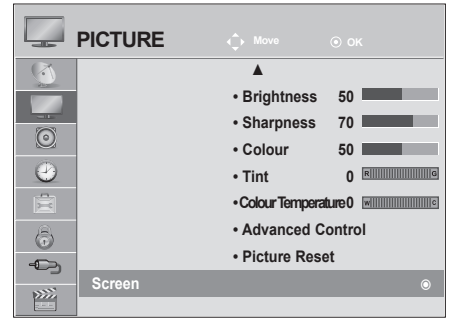 PICTURE Move OK
▲
• Brightness 50
• Sharpness 70
• Colour 50
• Tint 0 R G
• Colour Temperature 0 W C
• Advanced Control
• Picture Reset
Screen